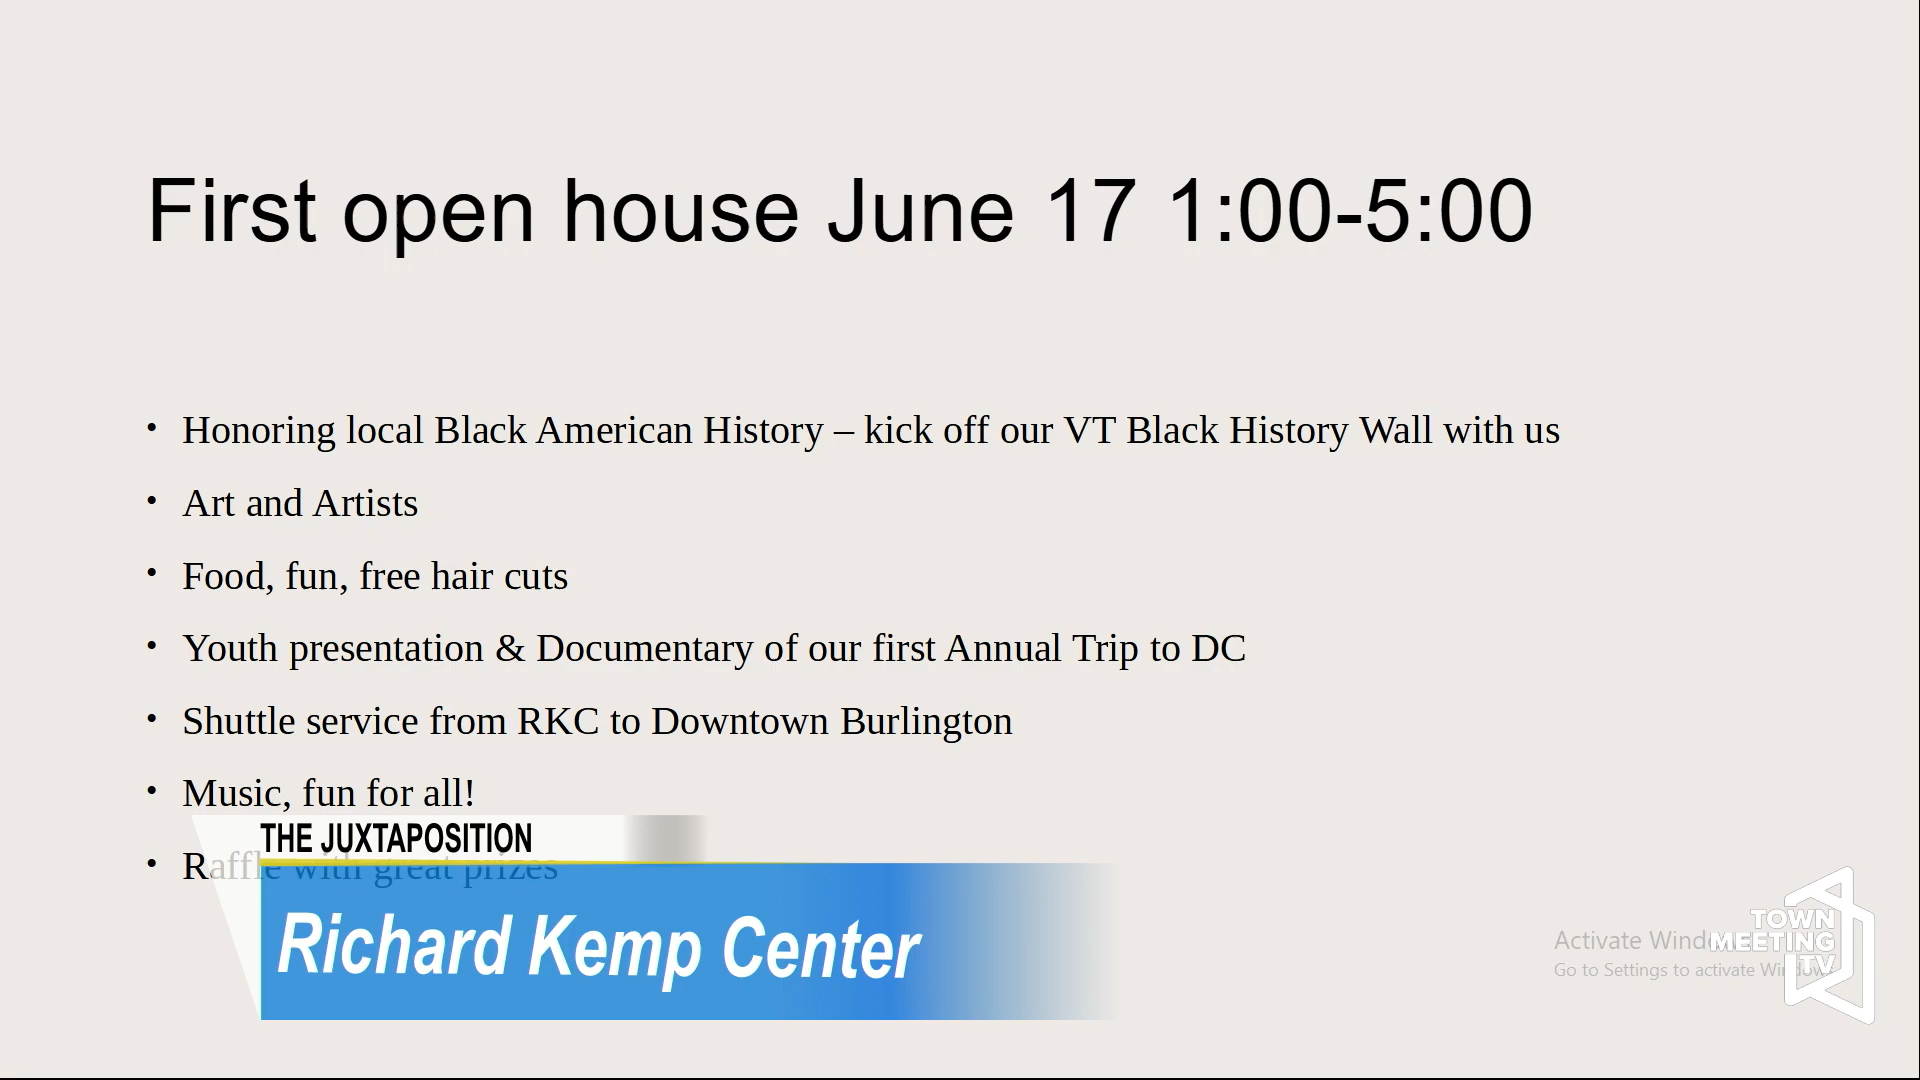 First open house June 17 1:00-5:00
• Honoring local Black American History – kick off our VT Black History Wall with us
• Art and Artists
• Food, fun, free hair cuts
• Youth presentation & Documentary of our first Annual Trip to DC
• Shuttle service from RKC to Downtown Burlington
• Music, fun for all!
THE JUXTAPOSITION
• Raffle with great prizes
Richard Kemp Center
TOWN
MEETING
TV
Activate Windows
Go to Settings to activate Windows.